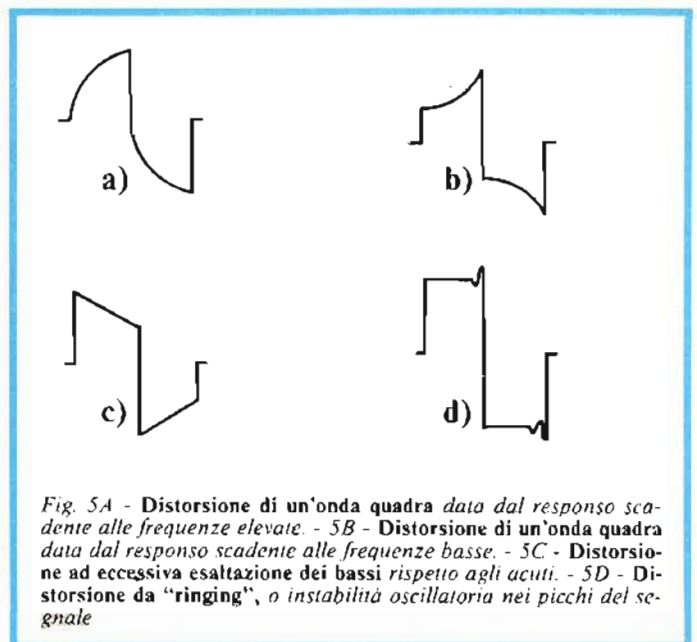 a)
b)
c)
d)
Fig. 5A - Distorsione di un'onda quadra data dal responso sca-
dente alle frequenze elevate. - 5B - Distorsione di un'onda quadra
data dal responso scadente alle frequenze basse. - 5C - Distorsio-
ne ad eccessiva esaltazione dei bassi rispetto agli acuti. - 5D - Di-
storsione da "ringing", o instabilità oscillatoria nei picchi del se-
gnale